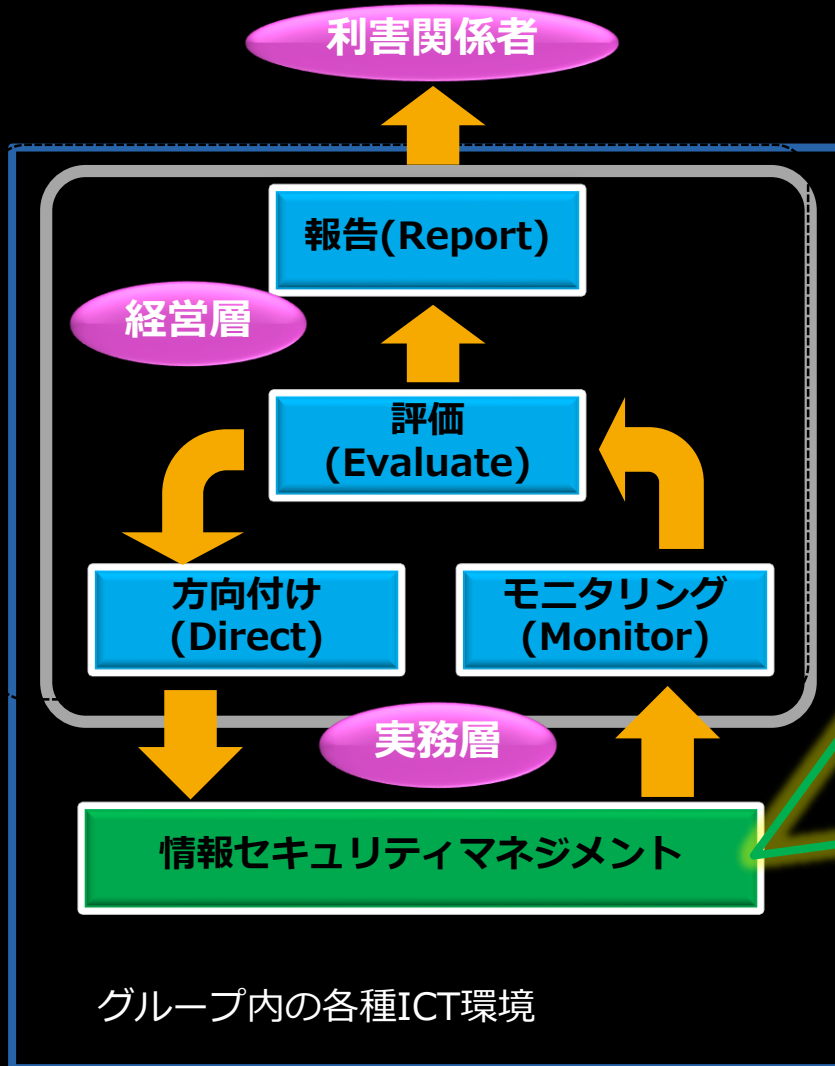 利害関係者
報告(Report)
経営層
評価
(Evaluate)
方向付け
(Direct)
モニタリング
(Monitor)
実務層
情報セキュリティマネジメント
グループ内の各種ICT環境